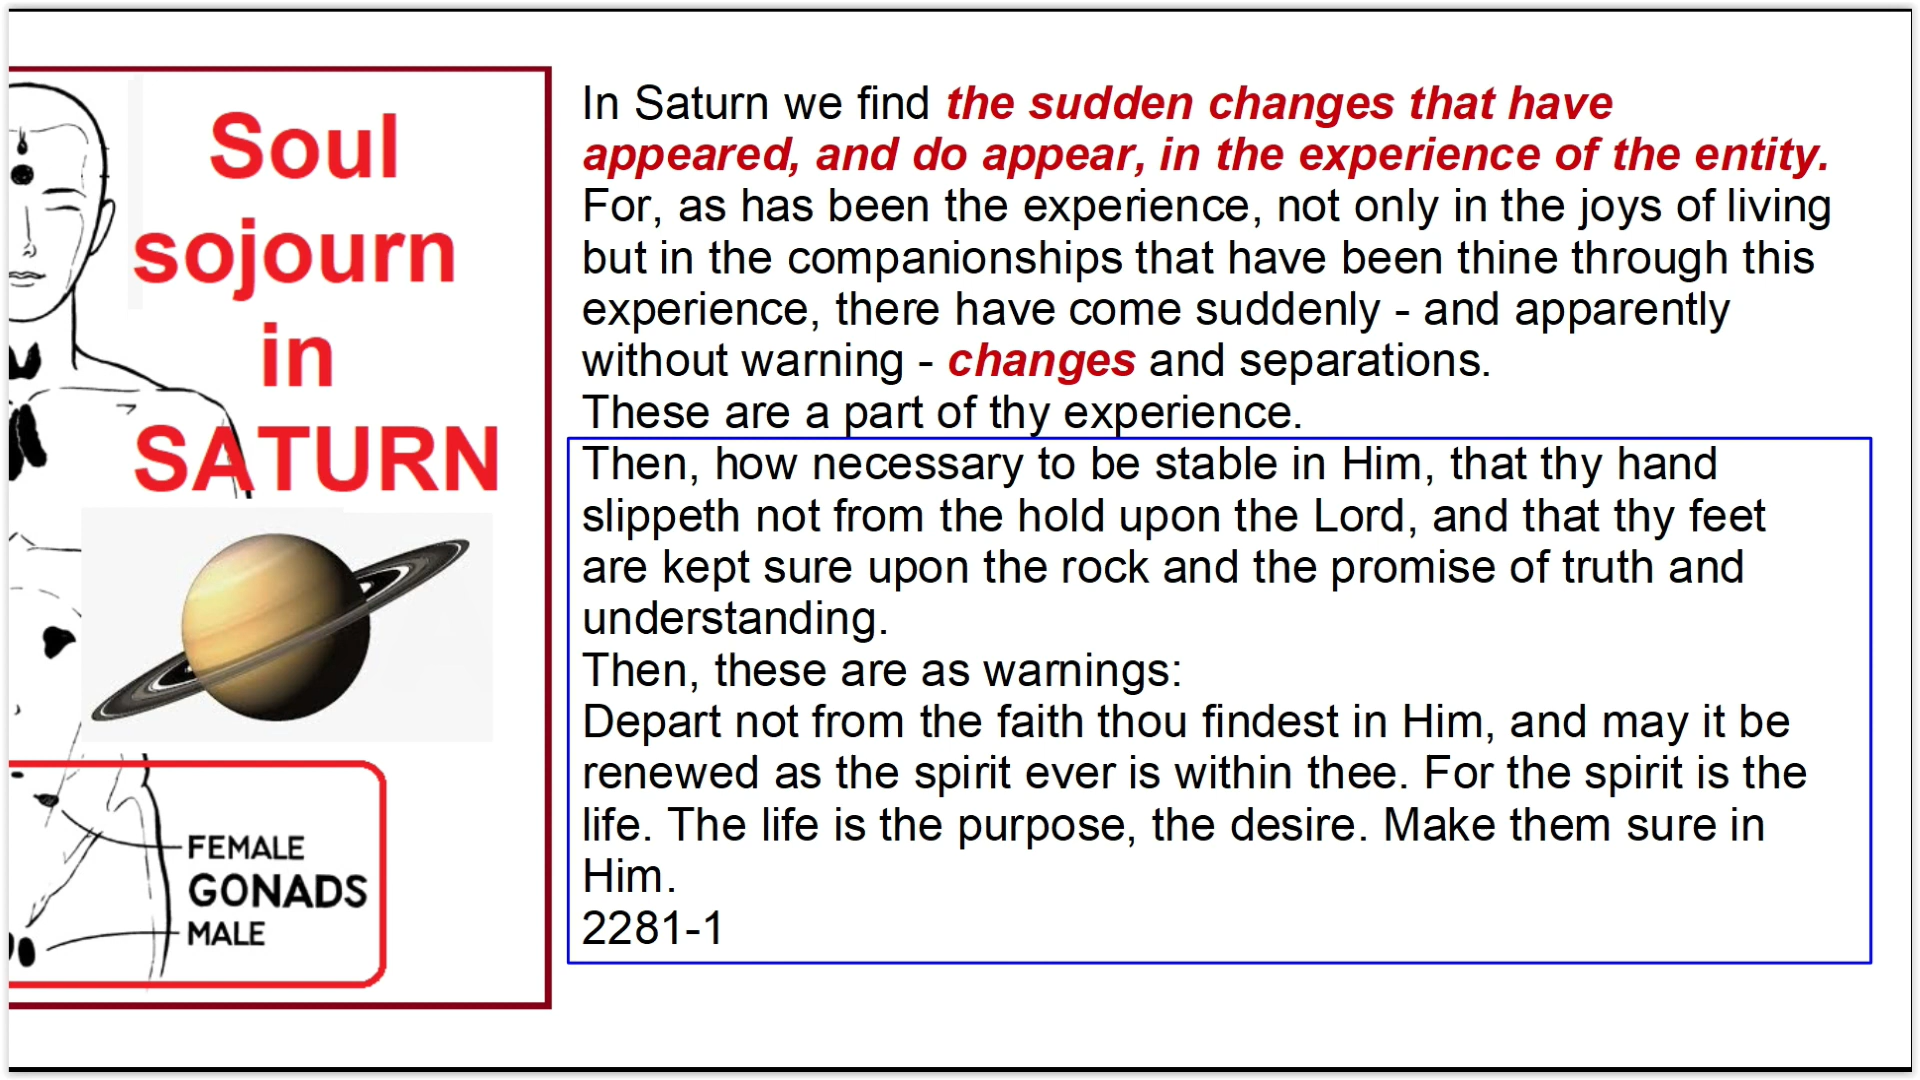 Soul
sojourn
in
SATURN
FEMALE
GONADS
MALE
In Saturn we find the sudden changes that have
appeared, and do appear, in the experience of the entity.
For, as has been the experience, not only in the joys of living
but in the companionships that have been thine through this
experience, there have come suddenly - and apparently
without warning - changes and separations.
These are a part of thy experience.
Then, how necessary to be stable in Him, that thy hand
slippeth not from the hold upon the Lord, and that thy feet
are kept sure upon the rock and the promise of truth and
understanding.
Then, these are as warnings:
Depart not from the faith thou findest in Him, and may it be
renewed as the spirit ever is within thee. For the spirit is the
life. The life is the purpose, the desire. Make them sure in
Him.
2281-1